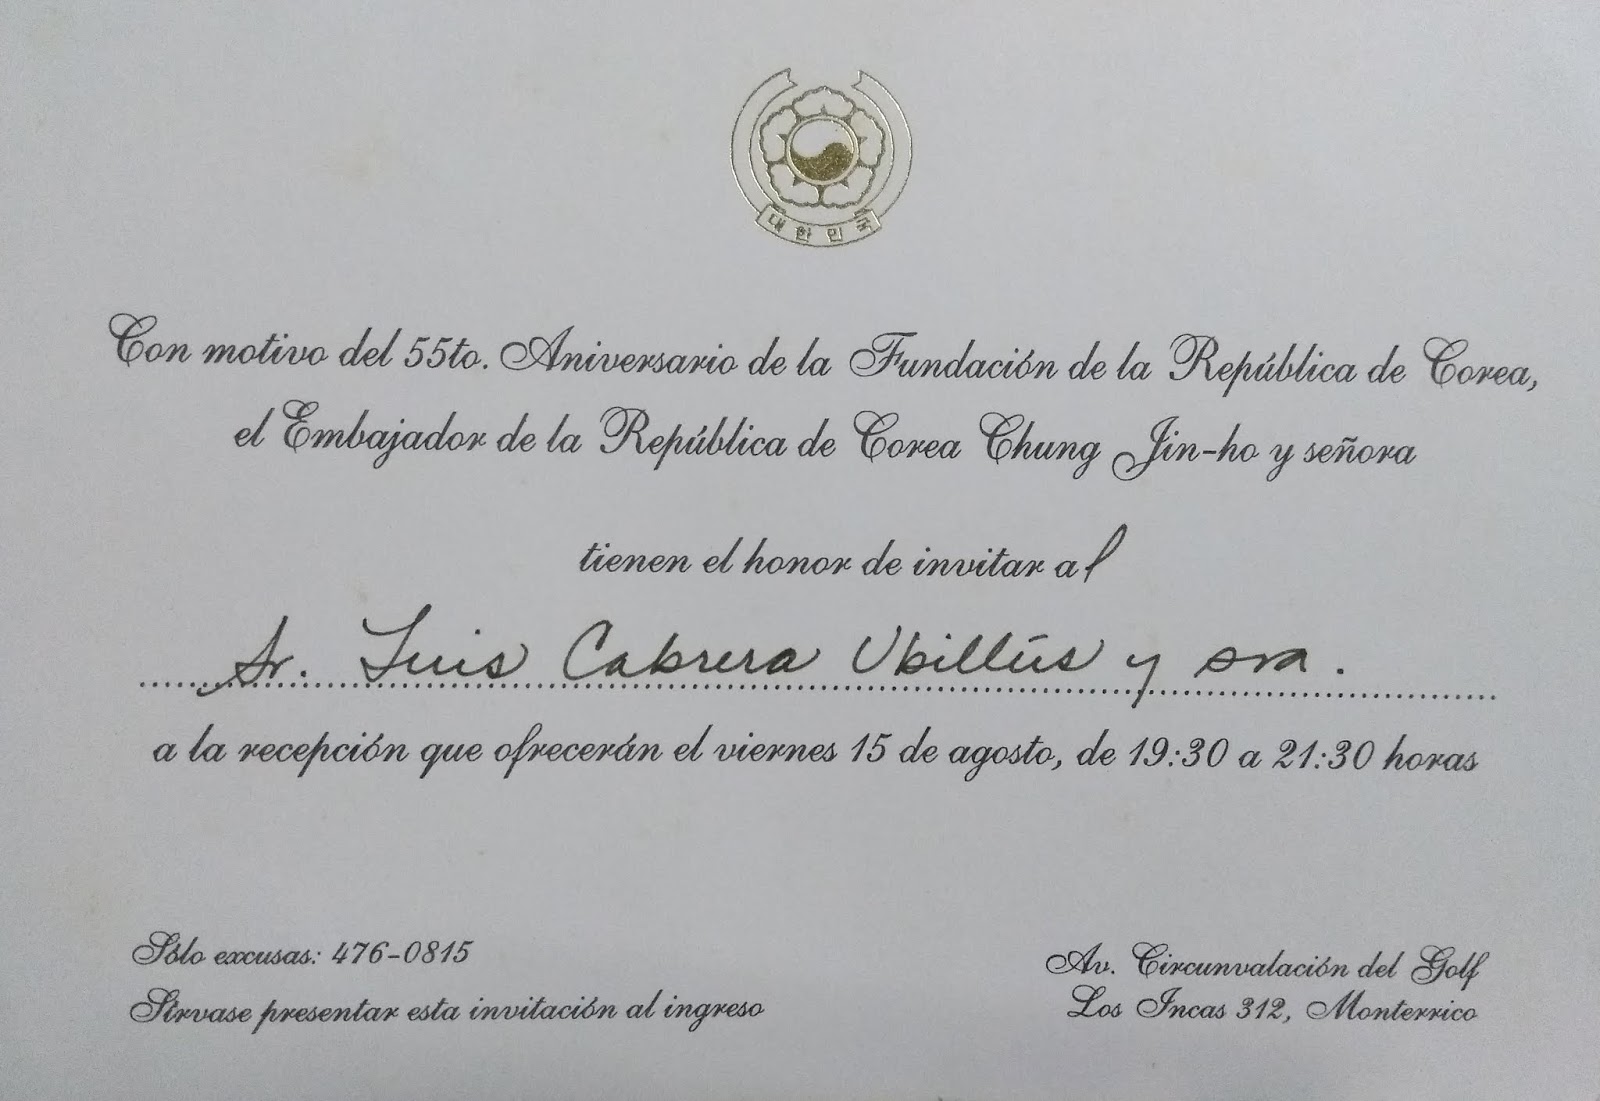 대한민국
Con motivo del 55to. Aniversario de la Fundación de la República de Corea,
el Embajador de la República de Corea Chung Jin-ho y señora
tienen el honor de invitar al
Sr. Luis Cabrera Ubillús y sra.
a la recepción que ofrecerán el viernes 15 de agosto, de 19:30 a 21:30 horas
Sólo excusas: 476-0815
Sírvase presentar esta invitación al ingreso
Av. Circunvalación del Golf
Los Incas 312, Monterrico